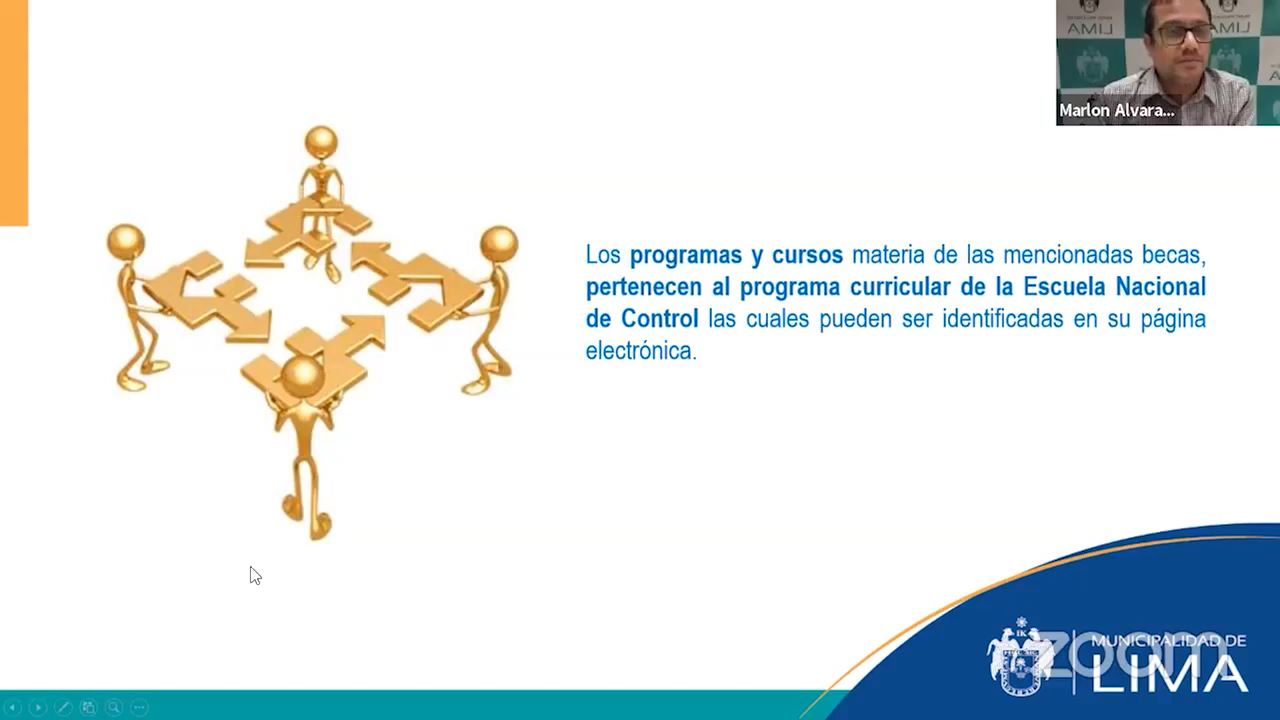 Marlon Alvara...
Los programas y cursos materia de las mencionadas becas,
pertenecen al programa curricular de la Escuela Nacional
de Control las cuales pueden ser identificadas en su página
electrónica.
MUNICIPALIDAD DE
LIMA
zoom